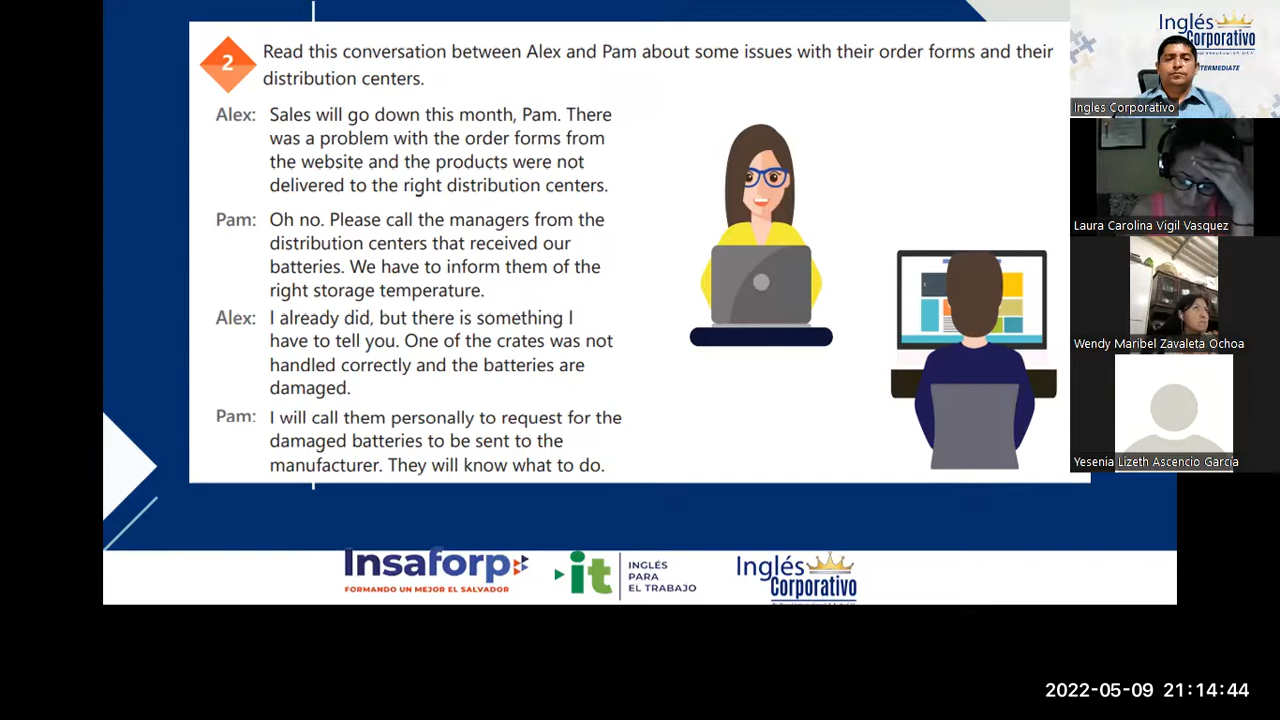 2
Read this conversation between Alex and Pam about some issues with their order forms and their
distribution centers.
Alex: Sales will go down this month, Pam. There
was a problem with the order forms from
the website and the products were not
delivered to the right distribution centers.
Pam: Oh no. Please call the managers from the
distribution centers that received our
batteries. We have to inform them of the
right storage temperature.
Alex: I already did, but there is something I
have to tell you. One of the crates was not
handled correctly and the batteries are
damaged.
Pam: I will call them personally to request for the
damaged batteries to be sent to the
manufacturer. They will know what to do.
Insaforp
FORMANDO UN MEJOR EL SALVADOR
it
INGLÉS
PARA
EL TRABAJO
Inglés
Corporativo
Inglés
Corporativo
Ingles Corporativo
Laura Carolina Vigil Vasquez
Wendy Maribel Zavaleta Ochoa
Yesenia Lizeth Ascencio García
2022-05-09 21:14:44